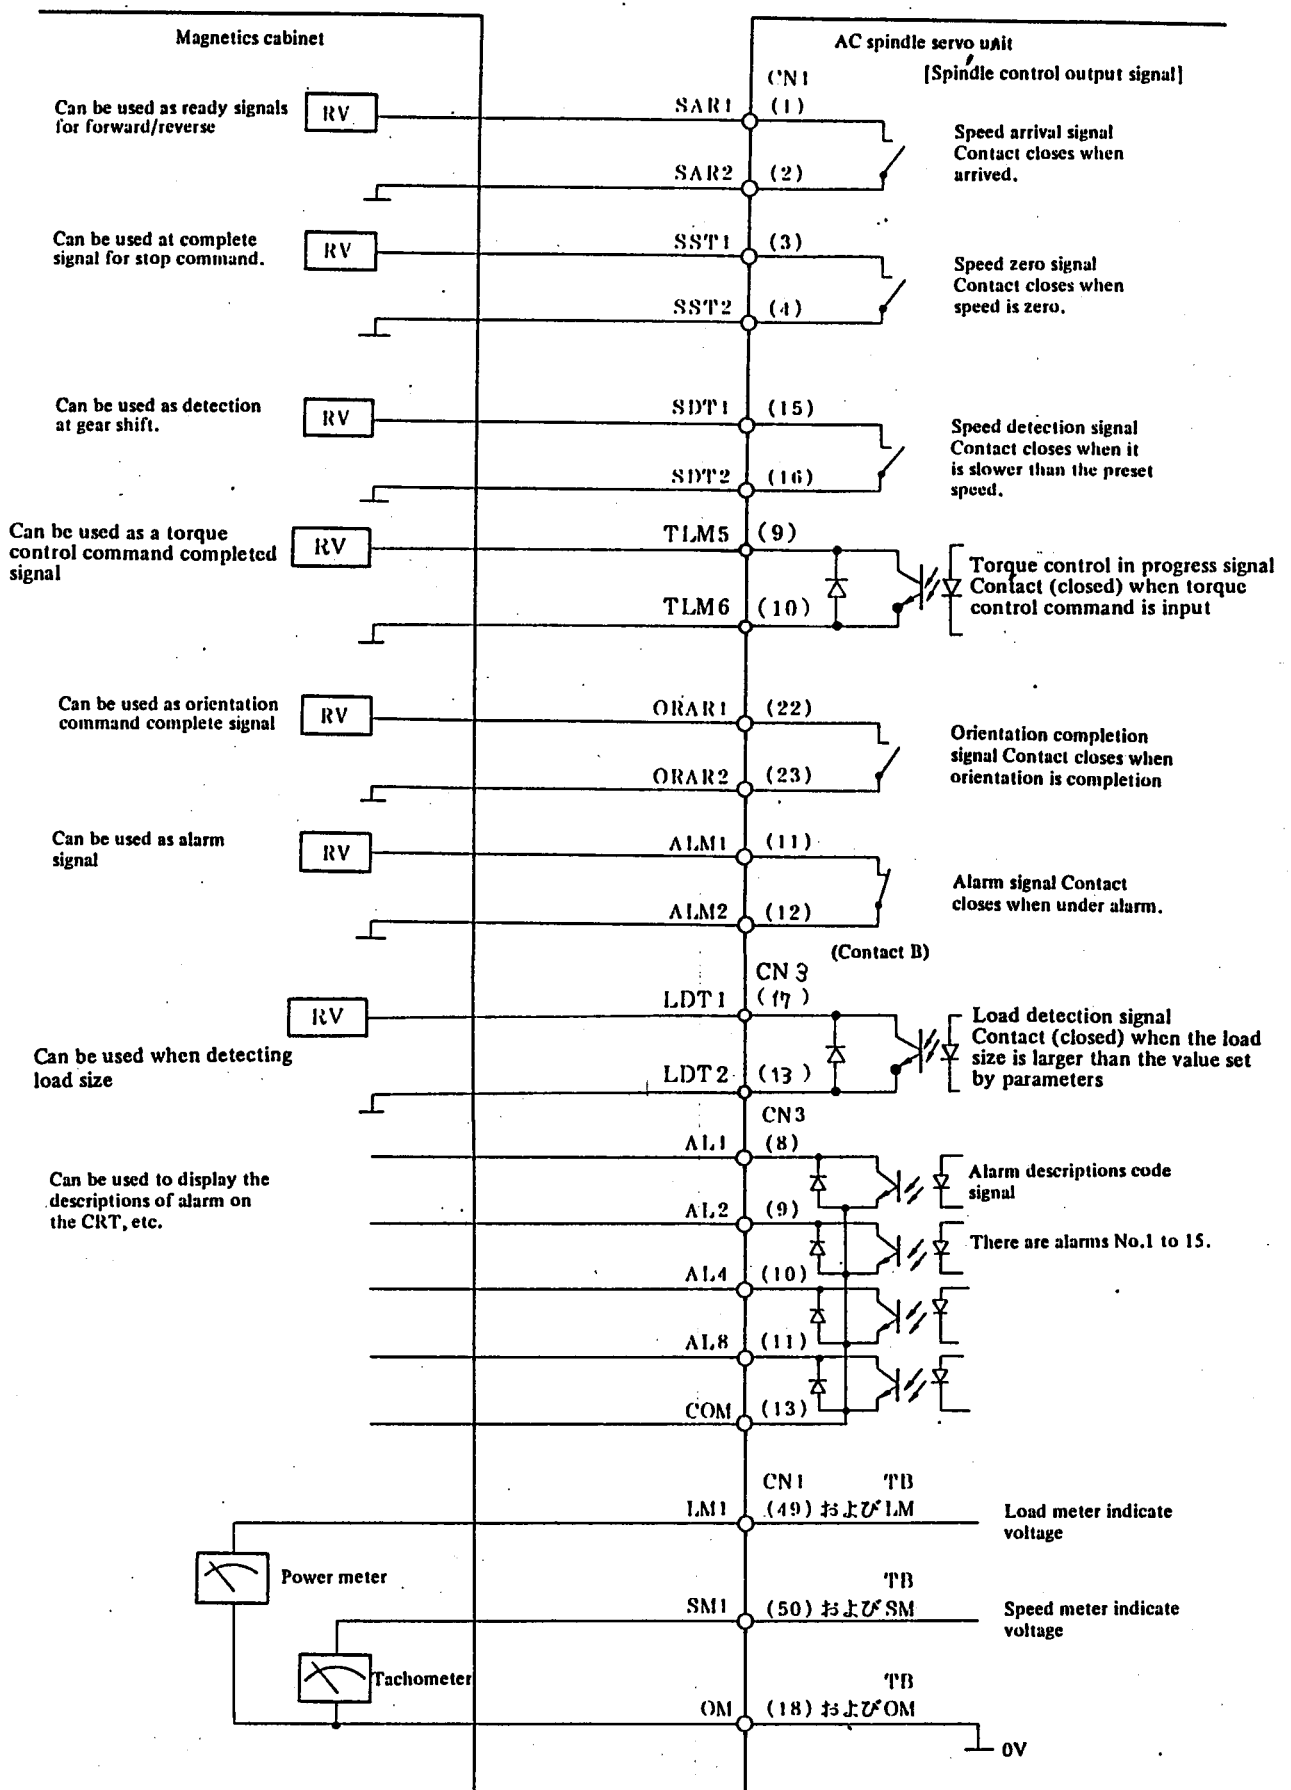 Magnetics cabinet
AC spindle servo unit
[Spindle control output signal]
CN1
Can be used as ready signals
for forward/reverse
RV
SAR1
(1)
Speed arrival signal
Contact closes when
arrived.
SAR2
(2)
Can be used at complete
signal for stop command.
RV
SST1
(3)
Speed zero signal
Contact closes when
speed is zero.
SST2
(4)
Can be used as detection
at gear shift.
RV
SDT1
(15)
Speed detection signal
Contact closes when it
is slower than the preset
speed.
SDT2
(16)
Can be used as a torque
control command completed
signal
RV
TLM5
(9)
Torque control in progress signal
Contact (closed) when torque
control command is input
TLM6
(10)
Can be used as orientation
command complete signal
RV
ORAR1
(22)
Orientation completion
signal Contact closes when
orientation is completion
ORAR2
(23)
Can be used as alarm
signal
RV
ALM1
(11)
Alarm signal Contact
closes when under alarm.
ALM2
(12)
(Contact B)
CN3
RV
LDT1
(17)
Load detection signal
Contact (closed) when the load
size is larger than the value set
by parameters
Can be used when detecting
load size
LDT2
(13)
CN3
AL1
(8)
Can be used to display the
descriptions of alarm on
the CRT, etc.
Alarm descriptions code
signal
AL2
(9)
There are alarms No.1 to 15.
AL4
(10)
AL8
(11)
COM
(13)
CN1
TB
LM1
(49) および LM
Load meter indicate
voltage
Power meter
TB
SM1
(50) および SM
Speed meter indicate
voltage
Tachometer
TB
OM
(18) および OM
0V